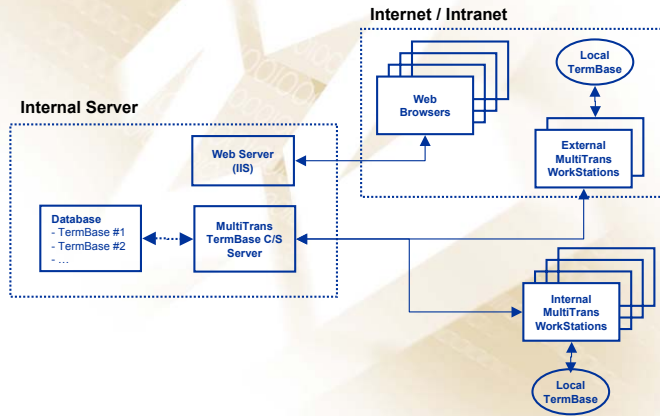 Internet / Intranet
Local
TermBase
Web
Browsers
External
MultiTrans
WorkStations
Internal Server
Web Server
(IIS)
Database
- TermBase #1
- TermBase #2
- ...
MultiTrans
TermBase C/S
Server
Internal
MultiTrans
WorkStations
Local
TermBase